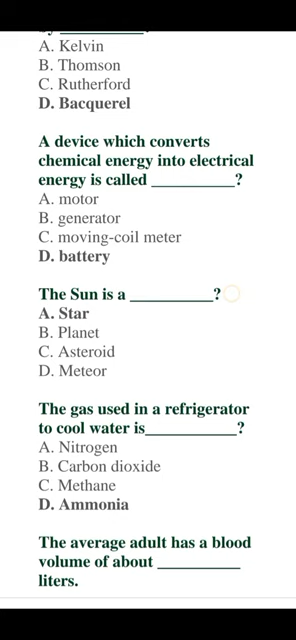 A. Kelvin
B. Thomson
C. Rutherford
D. Bacquerel
A device which converts
chemical energy into electrical
energy is called __________?
A. motor
B. generator
C. moving-coil meter
D. battery
The Sun is a __________?
A. Star
B. Planet
C. Asteroid
D. Meteor
The gas used in a refrigerator
to cool water is___________?
A. Nitrogen
B. Carbon dioxide
C. Methane
D. Ammonia
The average adult has a blood
volume of about __________
liters.